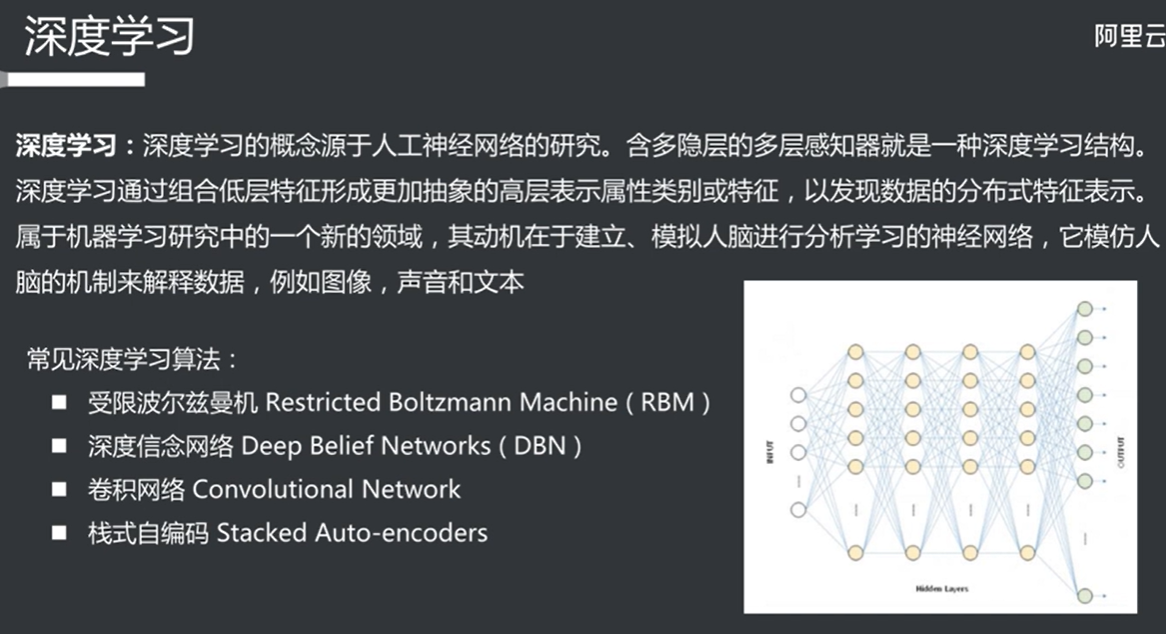 深度学习
阿里云
深度学习：深度学习的概念源于人工神经网络的研究。含多隐层的多层感知器就是一种深度学习结构。
深度学习通过组合低层特征形成更加抽象的高层表示属性类别或特征，以发现数据的分布式特征表示。
属于机器学习研究中的一个新的领域，其动机在于建立、模拟人脑进行分析学习的神经网络，它模仿人
脑的机制来解释数据，例如图像，声音和文本
常见深度学习算法：
■ 受限波尔兹曼机 Restricted Boltzmann Machine（RBM）
■ 深度信念网络 Deep Belief Networks（DBN）
■ 卷积网络 Convolutional Network
■ 栈式自编码 Stacked Auto-encoders
INPUT
OUTPUT
Hidden Layers